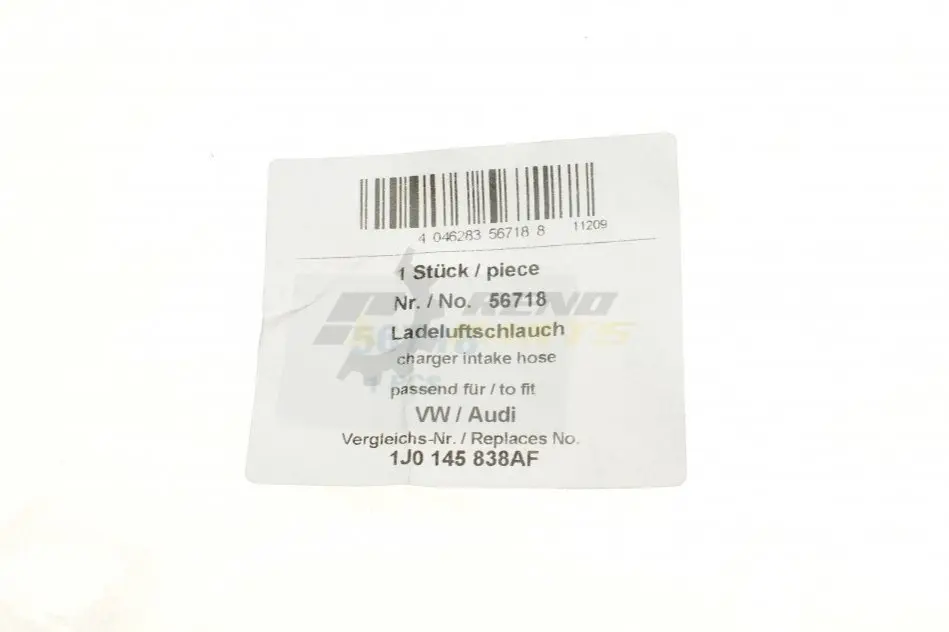 4 046283 56718 8 11209
1 Stück / piece
Nr. / No. 56718
Ladeluftschlauch
charger intake hose
passend für / to fit
VW / Audi
Vergleichs-Nr. / Replaces No.
1J0 145 838AF